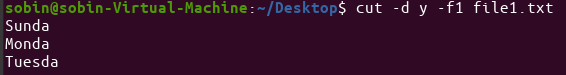 sobin@sobin-Virtual-Machine:~/Desktop$ cut -d y -f1 file1.txt
Sunda
Monda
Tuesda